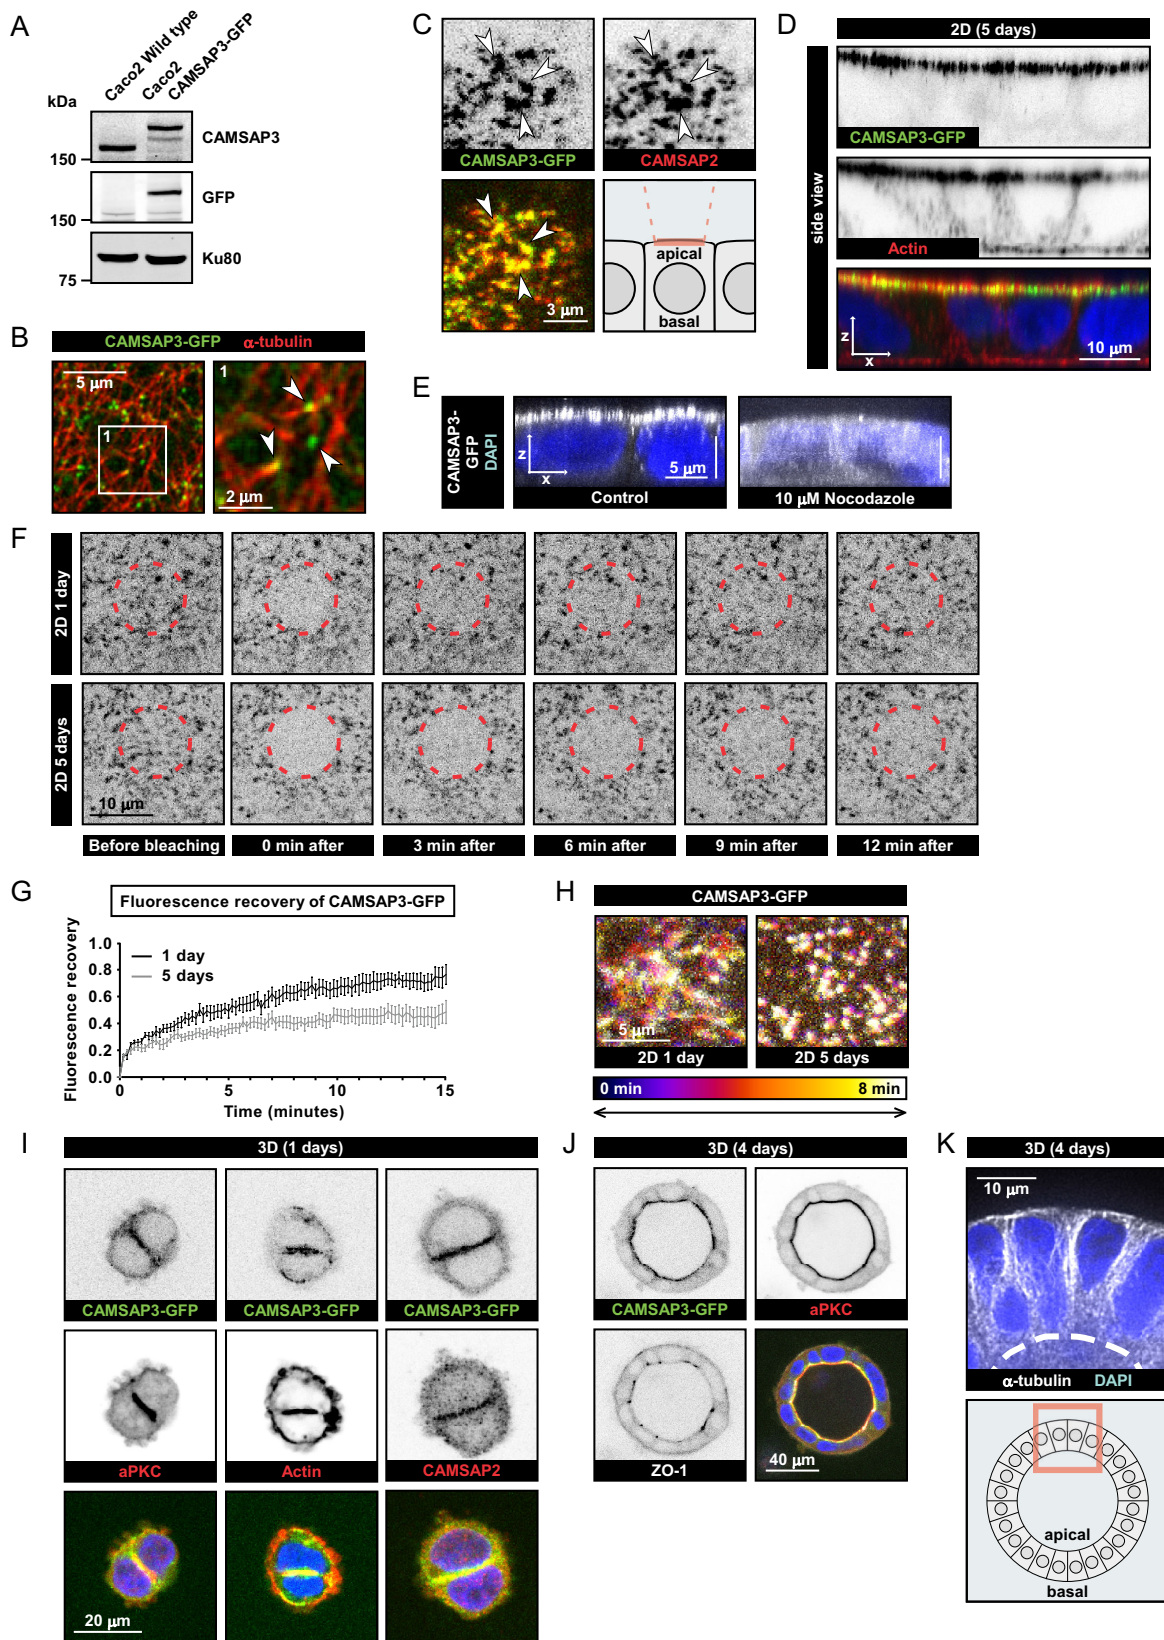 A
Caco2 Wild type
Caco2
CAMSAP3-GFP
kDa
150
CAMSAP3
150
GFP
75
Ku80
B
CAMSAP3-GFP α-tubulin
5 μm
1
1
2 μm
C
CAMSAP3-GFP
CAMSAP2
3 μm
apical
basal
D
2D (5 days)
side view
CAMSAP3-GFP
Actin
z
x
10 μm
E
CAMSAP3-
GFP
DAPI
z
x
5 μm
Control
10 μM Nocodazole
F
2D 1 day
2D 5 days
10 μm
Before bleaching
0 min after
3 min after
6 min after
9 min after
12 min after
G
Fluorescence recovery of CAMSAP3-GFP
Fluorescence recovery
1.0
0.8
0.6
0.4
0.2
0.0
1 day
5 days
0
5
10
15
Time (minutes)
H
CAMSAP3-GFP
5 μm
2D 1 day
2D 5 days
0 min
8 min
I
3D (1 days)
CAMSAP3-GFP
CAMSAP3-GFP
CAMSAP3-GFP
aPKC
Actin
CAMSAP2
20 μm
J
3D (4 days)
CAMSAP3-GFP
aPKC
ZO-1
40 μm
K
3D (4 days)
10 μm
α-tubulin DAPI
apical
basal